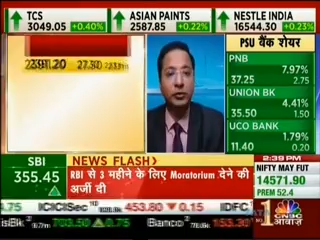 TCS
3049.05 +0.40%
ASIAN PAINTS
2587.85 +0.22%
NESTLE INDIA
16544.30 +0.23%
PSU बैंक शेयर
PNB
7.97%
37.25 2.75
UNION BK
4.41%
35.50 1.50
UCO BANK
1.79%
11.40 0.20
SBI
355.45
NEWS FLASH
RBI से 3 महीने के लिए Moratorium देने की
अर्जी दी
2:39 PM
NIFTY MAY FUT
14571.90
PREM 52.4
CNBC
आवाज़